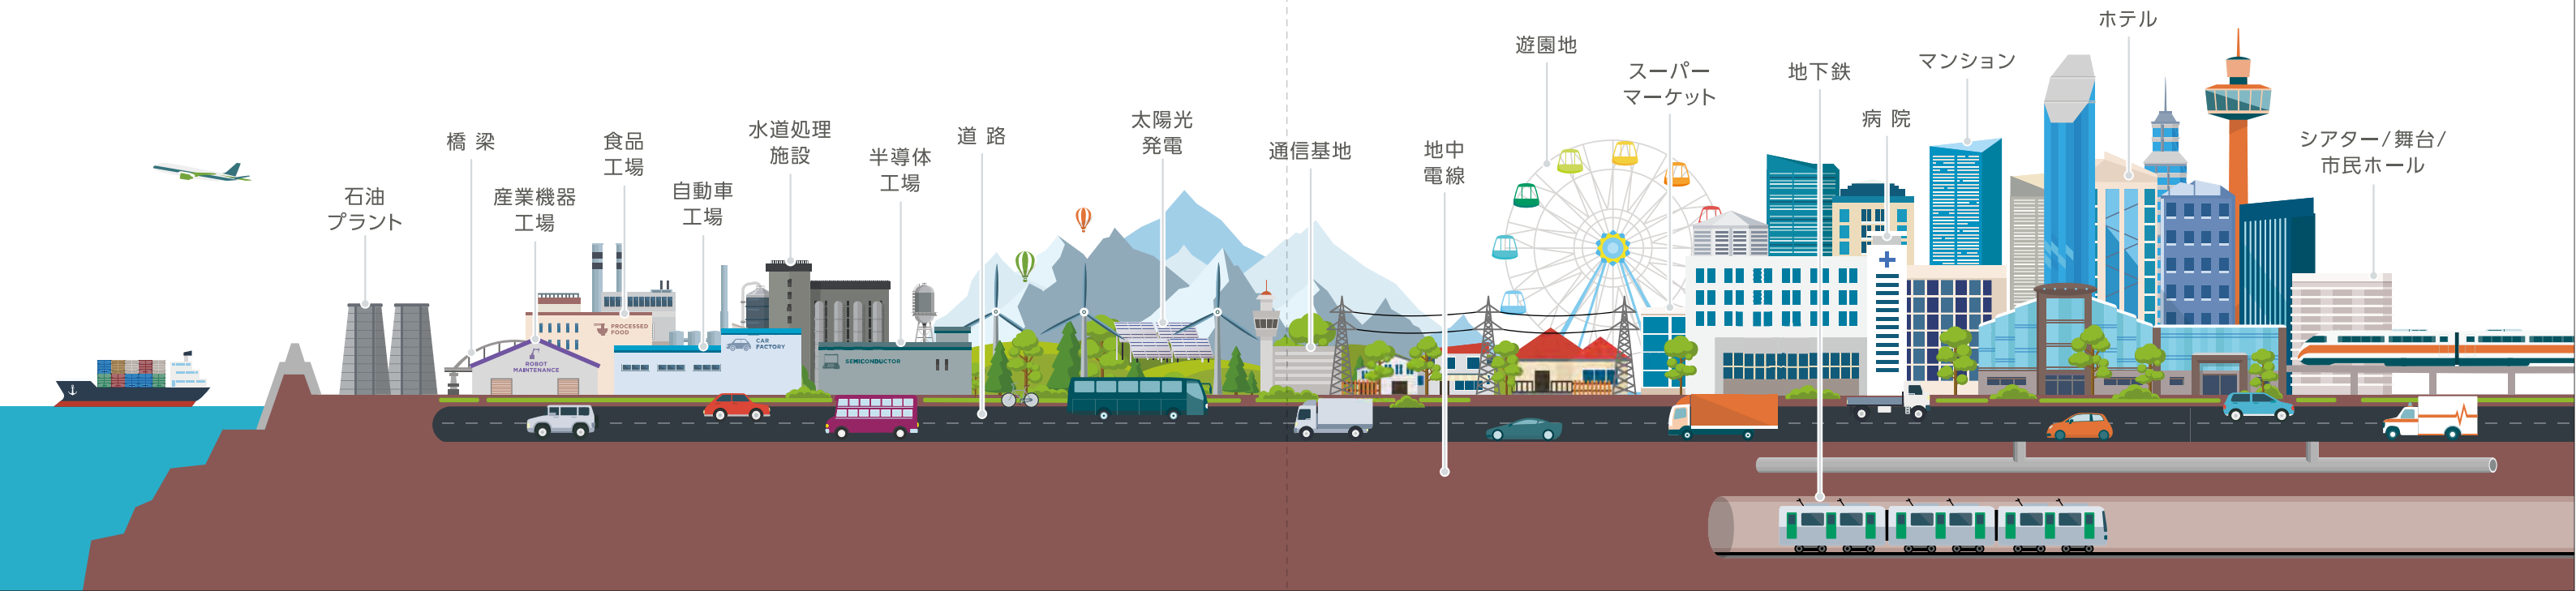 石油
プラント
橋 梁
産業機器
工場
食品
工場
自動車
工場
水道処理
施設
半導体
工場
道 路
太陽光
発電
通信基地
地中
電線
遊園地
スーパー
マーケット
地下鉄
病 院
マンション
ホテル
シアター/舞台/
市民ホール
PROCESSED
FOOD
ROBOT
MAINTENANCE
CAR
FACTORY
SEMICONDUCTOR